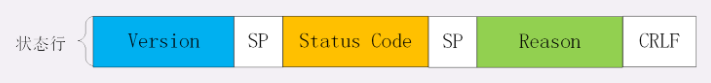 状态行 Version SP Status Code SP Reason CRLF